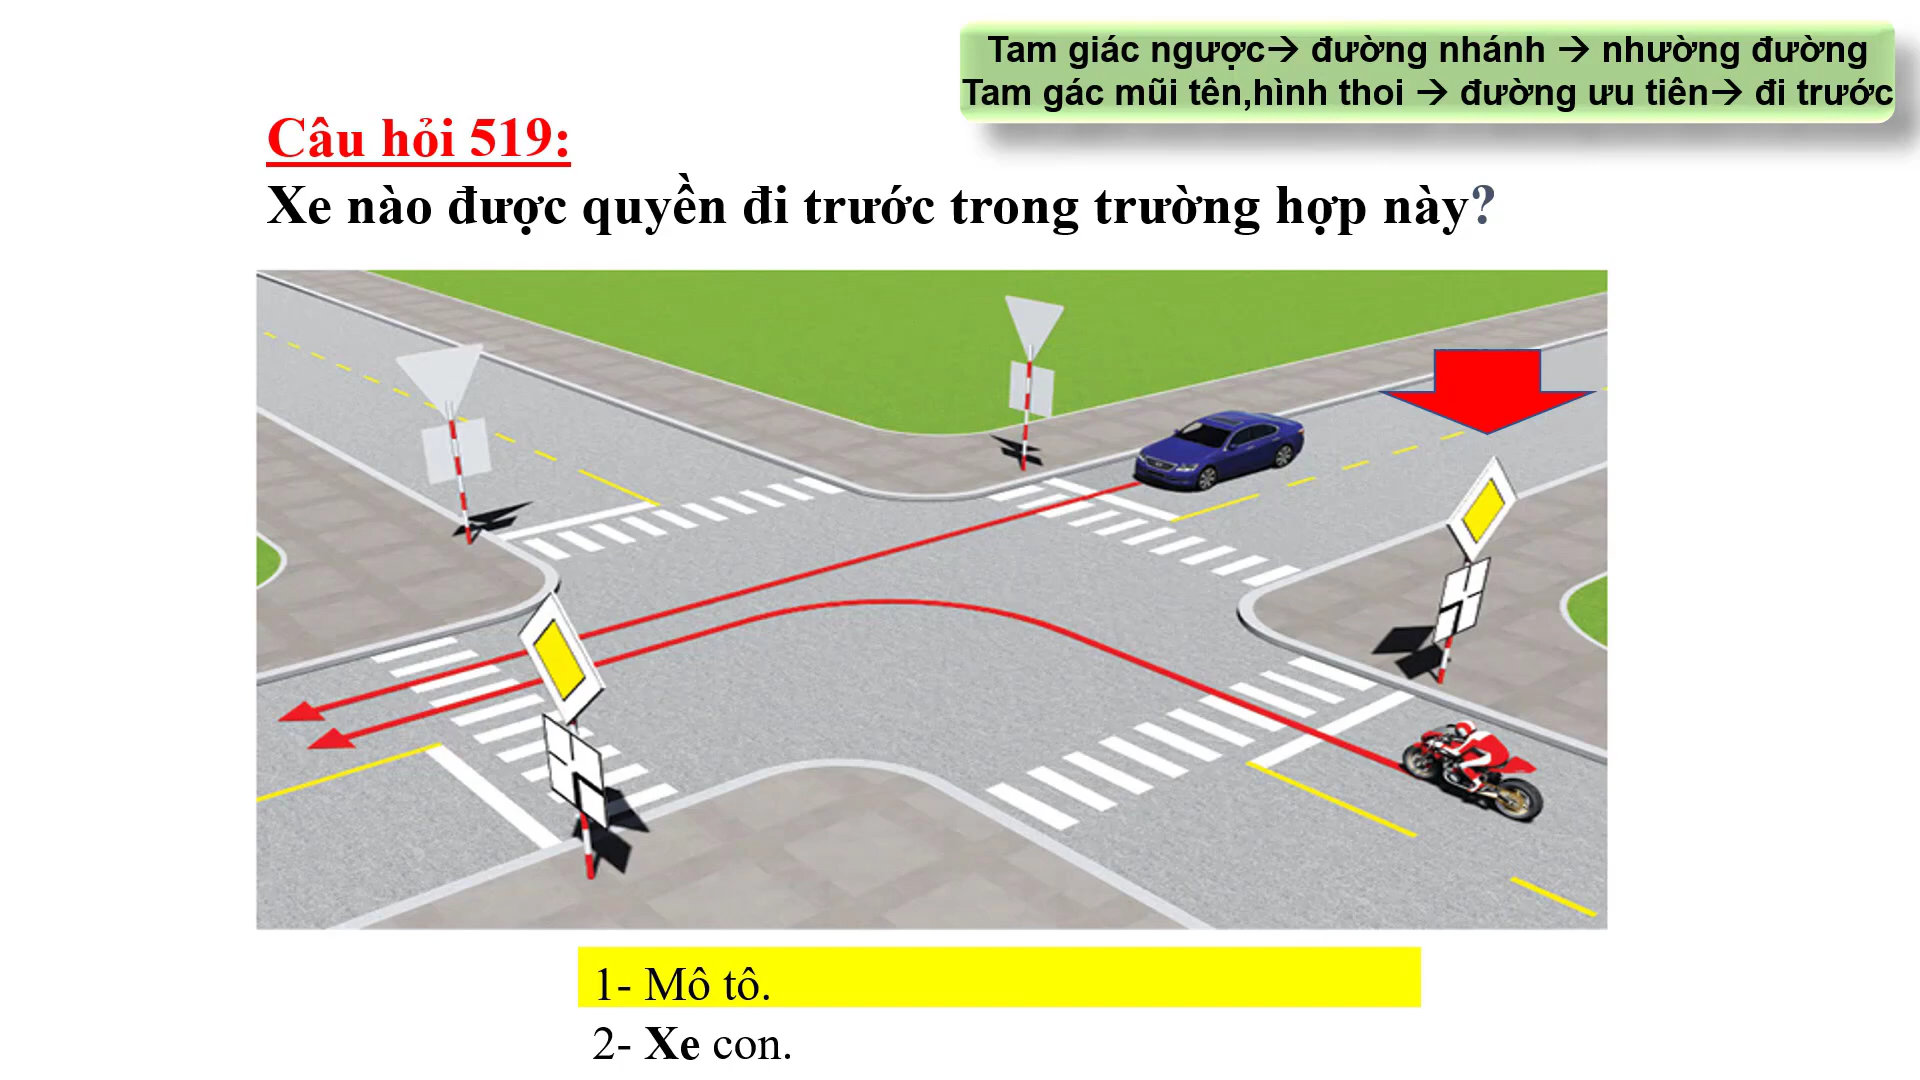 Tam giác ngược→ đường nhánh → nhường đường
Tam gác mũi tên,hình thoi → đường ưu tiên→ đi trước
Câu hỏi 519:
Xe nào được quyền đi trước trong trường hợp này?
1- Mô tô.
2- Xe con.